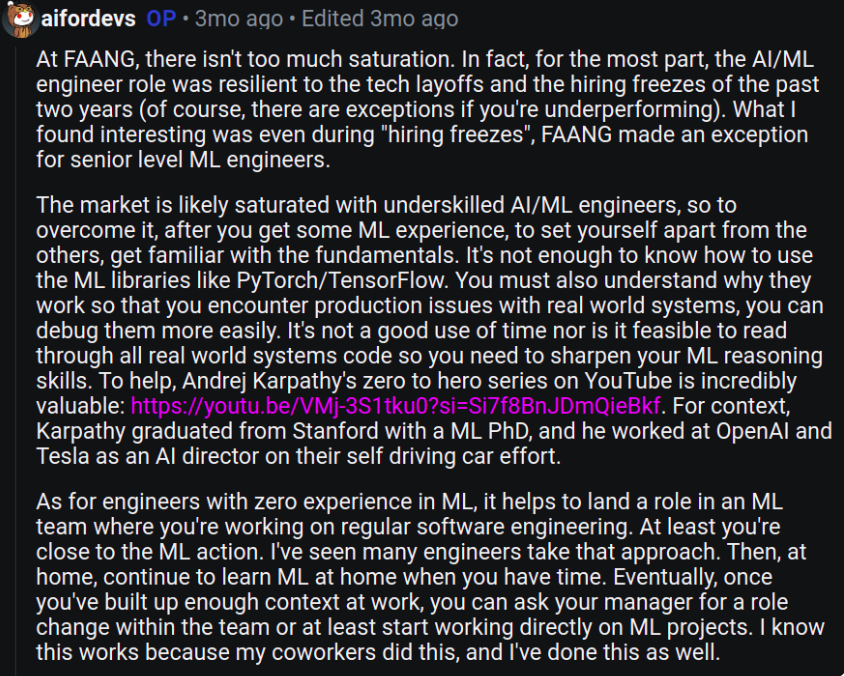 aifordevs OP • 3mo ago • Edited 3mo ago
At FAANG, there isn't too much saturation. In fact, for the most part, the AI/ML
engineer role was resilient to the tech layoffs and the hiring freezes of the past
two years (of course, there are exceptions if you're underperforming). What I
found interesting was even during "hiring freezes", FAANG made an exception
for senior level ML engineers.
The market is likely saturated with underskilled AI/ML engineers, so to
overcome it, after you get some ML experience, to set yourself apart from the
others, get familiar with the fundamentals. It's not enough to know how to use
the ML libraries like PyTorch/TensorFlow. You must also understand why they
work so that you encounter production issues with real world systems, you can
debug them more easily. It's not a good use of time nor is it feasible to read
through all real world systems code so you need to sharpen your ML reasoning
skills. To help, Andrej Karpathy's zero to hero series on YouTube is incredibly
valuable: https://youtu.be/VMj-3S1tku0?si=Si7f8BnJDmQieBkf. For context,
Karpathy graduated from Stanford with a ML PhD, and he worked at OpenAI and
Tesla as an AI director on their self driving car effort.
As for engineers with zero experience in ML, it helps to land a role in an ML
team where you're working on regular software engineering. At least you're
close to the ML action. I've seen many engineers take that approach. Then, at
home, continue to learn ML at home when you have time. Eventually, once
you've built up enough context at work, you can ask your manager for a role
change within the team or at least start working directly on ML projects. I know
this works because my coworkers did this, and I've done this as well.